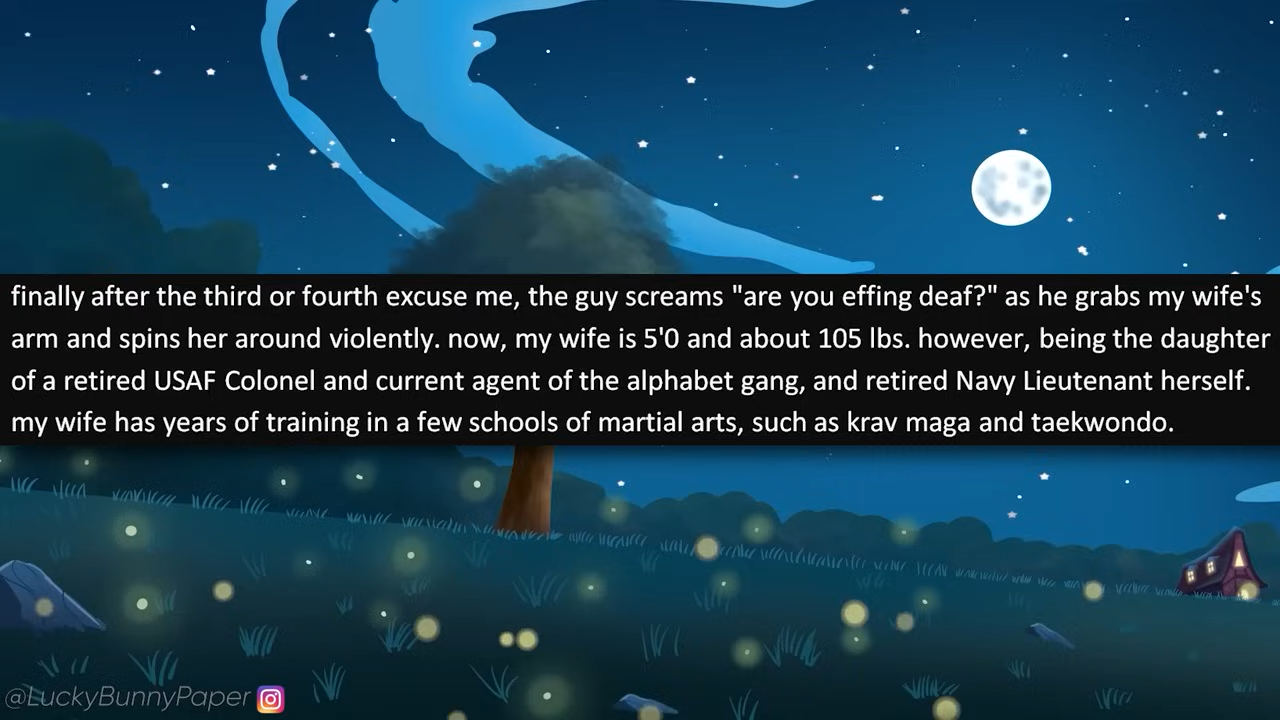 finally after the third or fourth excuse me, the guy screams "are you effing deaf?" as he grabs my wife's
arm and spins her around violently. now, my wife is 5'0 and about 105 lbs. however, being the daughter
of a retired USAF Colonel and current agent of the alphabet gang, and retired Navy Lieutenant herself.
my wife has years of training in a few schools of martial arts, such as krav maga and taekwondo.
@LuckyBunnyPaper